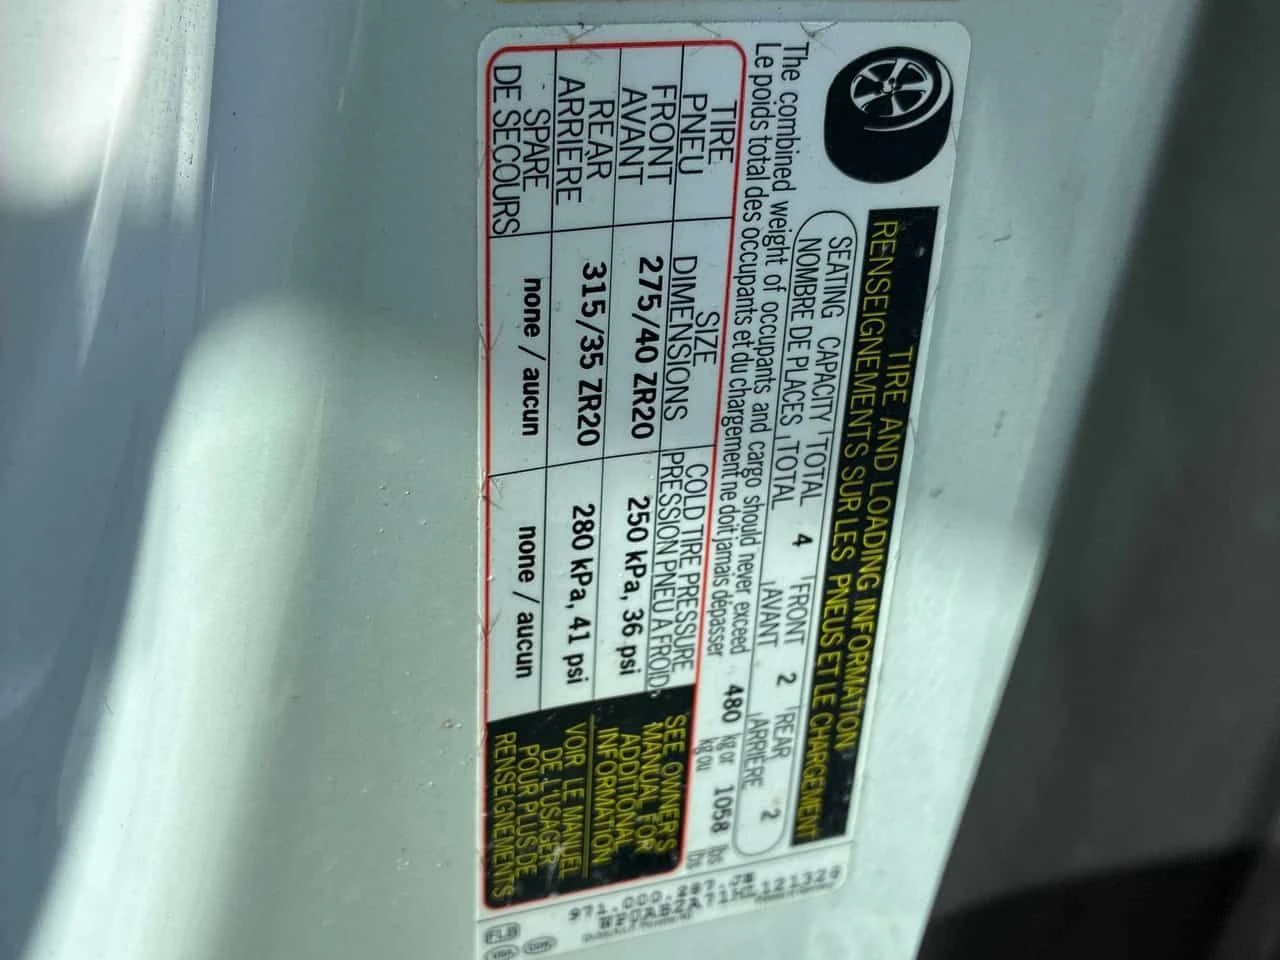 TIRE AND LOADING INFORMATION
RENSEIGNEMENTS SUR LES PNEUS ET LE CHARGEMENT
SEATING CAPACITY TOTAL 4 FRONT 2 REAR 2
NOMBRE DE PLACES TOTAL AVANT ARRIÈRE
The combined weight of occupants and cargo should never exceed 480 kg or 1058 lbs
Le poids total des occupants et du chargement ne doit jamais dépasser kg ou lbs
TIRE SIZE COLD TIRE PRESSURE
PNEU DIMENSIONS PRESSION PNEU À FROID
FRONT 275/40 ZR20 250 kPa, 36 psi
AVANT
REAR 315/35 ZR20 280 kPa, 41 psi
ARRIÈRE
SPARE none / aucun none / aucun
DE SECOURS
SEE OWNER'S
MANUAL FOR
ADDITIONAL
INFORMATION
VOIR LE MANUEL
DE L'USAGER
POUR PLUS DE
RENSEIGNEMENTS
FLB